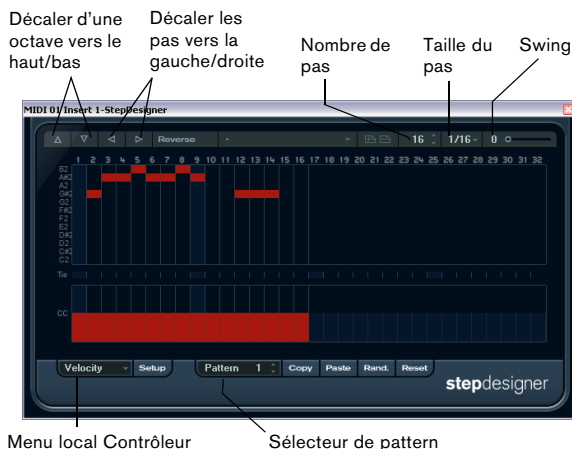 Décaler d'une
octave vers le
haut/bas
Décaler les
pas vers la
gauche/droite
Nombre de
pas
Taille du
pas
Swing
MIDI 01 Insert 1-StepDesigner
Reverse - 16 1/16 0
1 2 3 4 5 6 7 8 9 10 11 12 13 14 15 16 17 18 19 20 21 22 23 24 25 26 27 28 29 30 31 32
B2
A#2
A2
G#2
G2
F#2
F2
E2
D#2
D2
C#2
C2
Tie
CC
Velocity Setup Pattern 1 Copy Paste Rand. Reset
stepdesigner
Menu local Contrôleur
Sélecteur de pattern